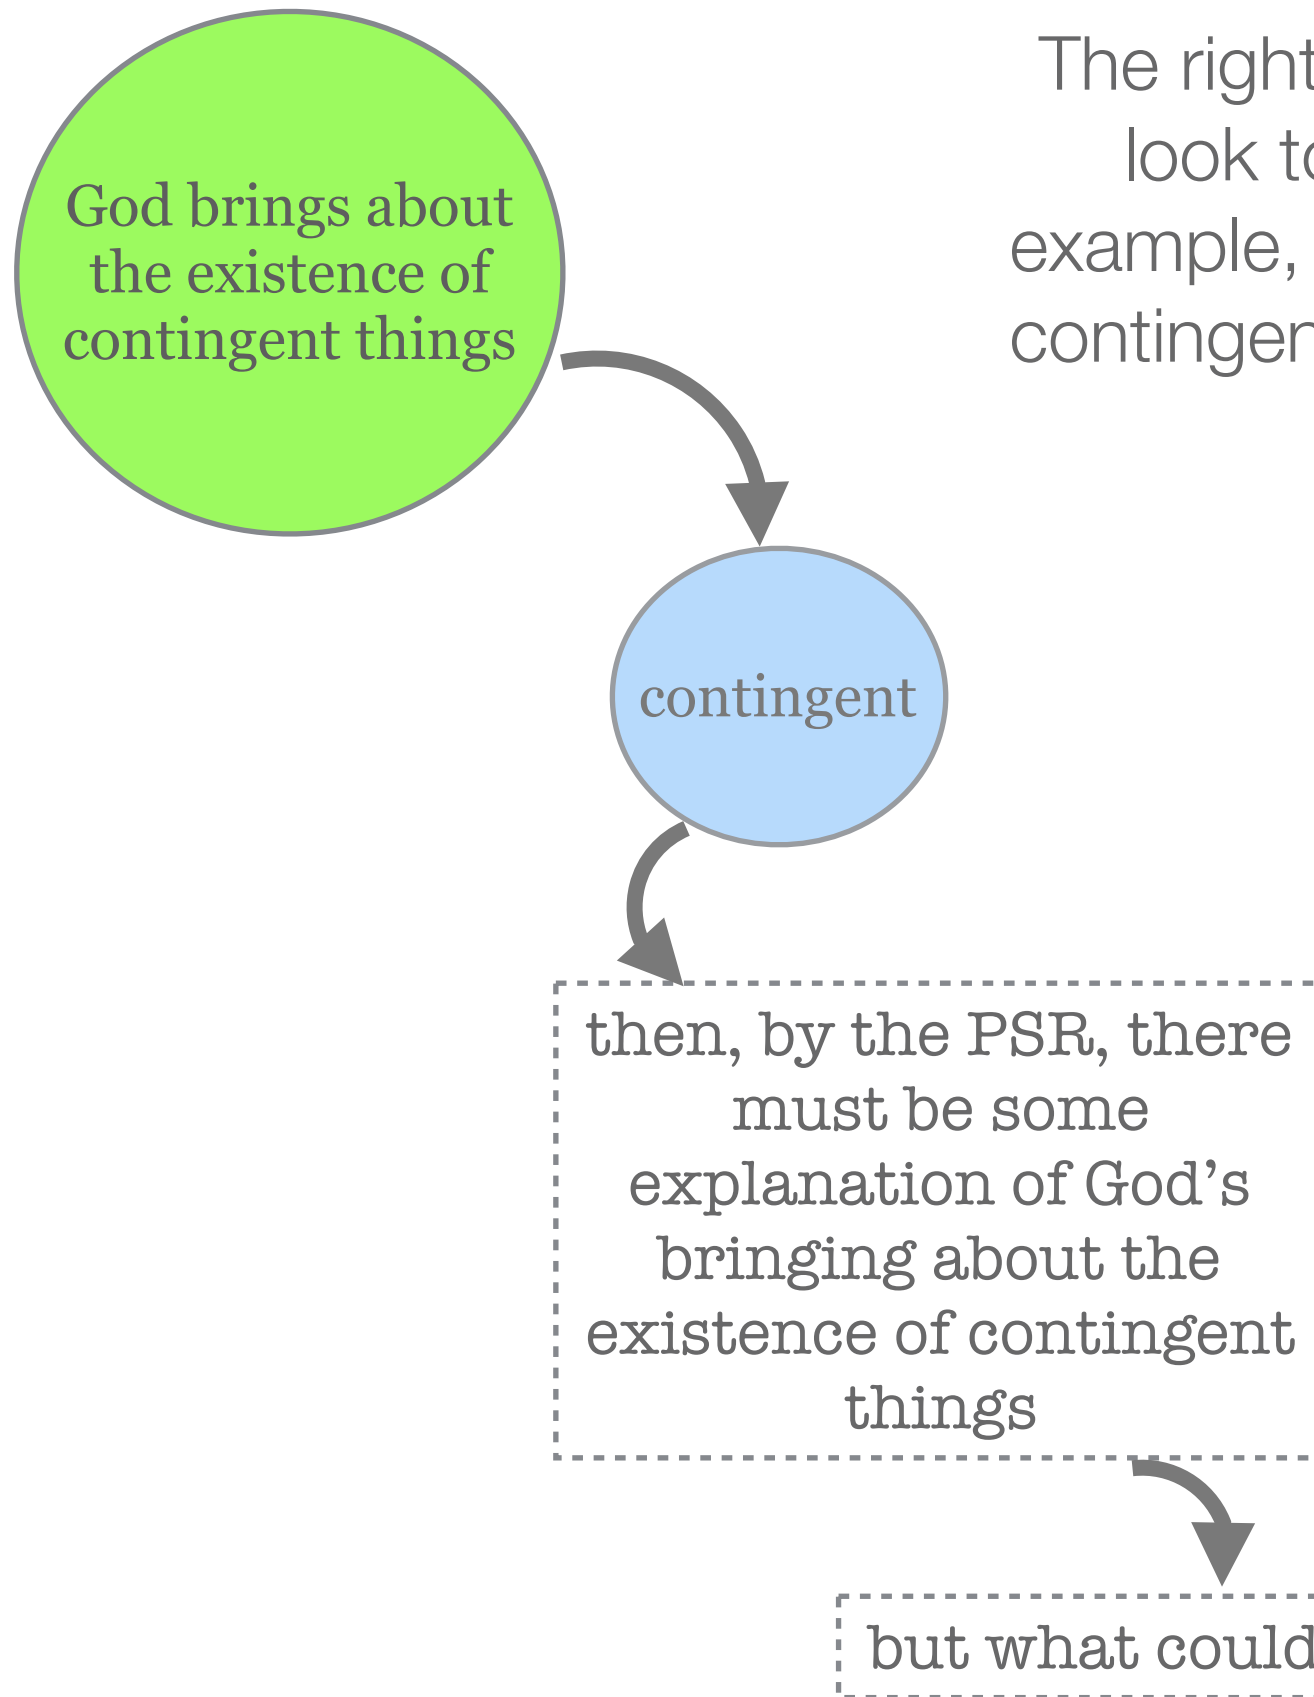 God brings about
the existence of
contingent things
The right
look to
example,
contingen
contingent
then, by the PSR, there
must be some
explanation of God's
bringing about the
existence of contingent
things
but what could